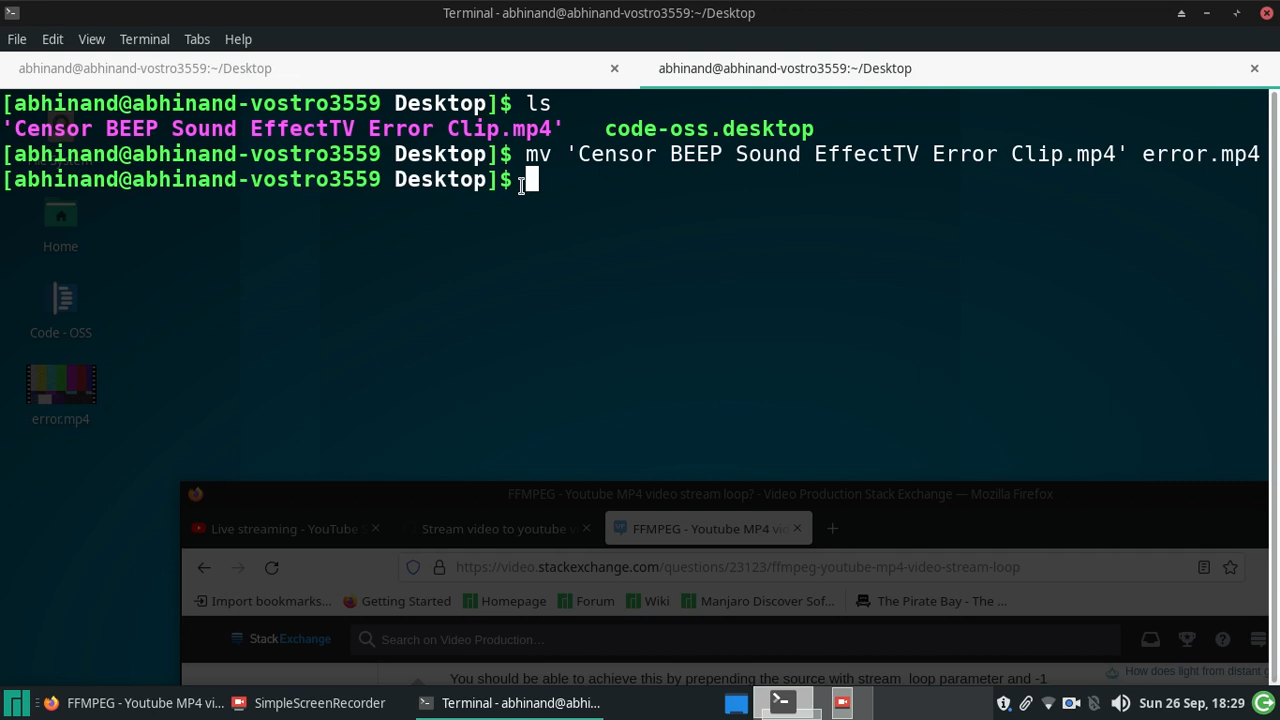 Terminal - abhinand@abhinand-vostro3559:~/Desktop
File Edit View Terminal Tabs Help
abhinand@abhinand-vostro3559:~/Desktop
abhinand@abhinand-vostro3559:~/Desktop
[abhinand@abhinand-vostro3559 Desktop]$ ls
'Censor BEEP Sound EffectTV Error Clip.mp4' code-oss.desktop
[abhinand@abhinand-vostro3559 Desktop]$ mv 'Censor BEEP Sound EffectTV Error Clip.mp4' error.mp4
[abhinand@abhinand-vostro3559 Desktop]$
Home
Code - OSS
error.mp4
FFMPEG - Youtube MP4 video stream loop? - Video Production Stack Exchange — Mozilla Firefox
Live streaming - YouTube
Stream video to youtube
FFMPEG - Youtube MP4 vi
https://video.stackexchange.com/questions/23123/ffmpeg-youtube-mp4-video-stream-loop
Import bookmarks... Getting Started Homepage Forum Wiki Manjaro Discover Sof... The Pirate Bay - The ...
StackExchange Search on Video Production...
You should be able to achieve this by prepending the source with stream_loop parameter and -1
How does light from distant
FFMPEG - Youtube MP4 vi... SimpleScreenRecorder Terminal - abhinand@abhi... Sun 26 Sep, 18:29